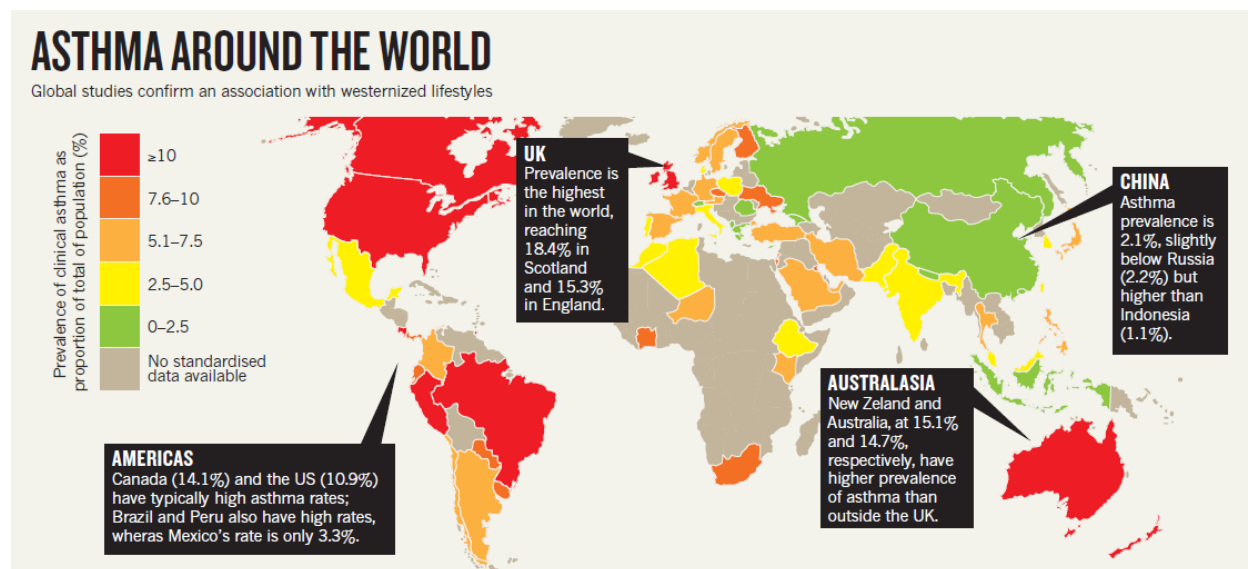 ASTHMA AROUND THE WORLD
Global studies confirm an association with westernized lifestyles
Prevalence of clinical asthma as
proportion of total of population (%)
≥10
7.6–10
5.1–7.5
2.5–5.0
0–2.5
No standardised
data available
UK
Prevalence is
the highest
in the world,
reaching
18.4% in
Scotland
and 15.3%
in England.
CHINA
Asthma
prevalence is
2.1%, slightly
below Russia
(2.2%) but
higher than
Indonesia
(1.1%).
AUSTRALASIA
New Zeland and
Australia, at 15.1%
and 14.7%,
respectively, have
higher prevalence
of asthma than
outside the UK.
AMERICAS
Canada (14.1%) and the US (10.9%)
have typically high asthma rates;
Brazil and Peru also have high rates,
wheras Mexico's rate is only 3.3%.